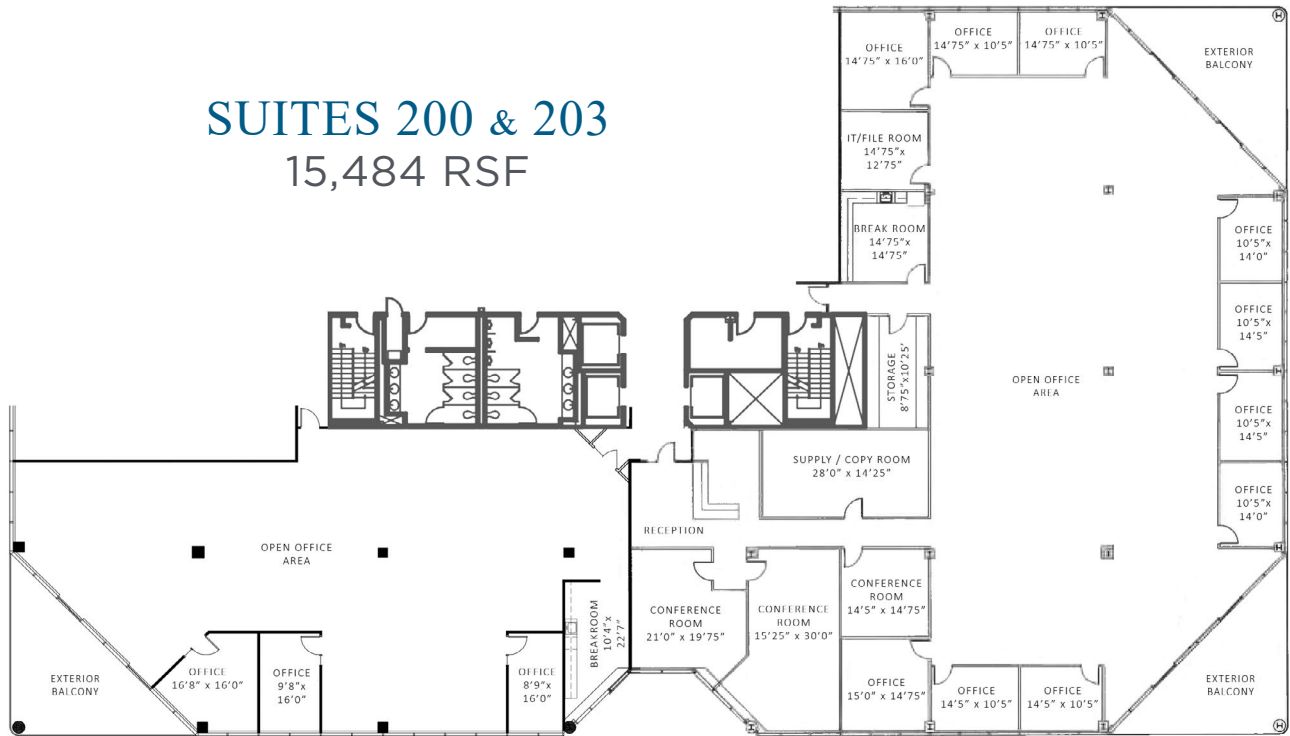 SUITES 200 & 203
15,484 RSF
OFFICE
14’75” x 16’0”
OFFICE
14’75” x 10’5”
OFFICE
14’75” x 10’5”
EXTERIOR
BALCONY
IT/FILE ROOM
14’75”x
12’75”
BREAK ROOM
14’75”x
14’75”
OFFICE
10’5”x
14’0”
OFFICE
10’5”x
14’5”
OFFICE
10’5”x
14’5”
OFFICE
10’5”x
14’0”
OPEN OFFICE
AREA
STORAGE
8’75”x10’25’
SUPPLY / COPY ROOM
28’0” x 14’25”
RECEPTION
OPEN OFFICE
AREA
CONFERENCE
ROOM
21’0” x 19’75”
CONFERENCE
ROOM
15’25” x 30’0”
CONFERENCE
ROOM
14’5” x 14’75”
BREAKROOM
10’4”x
22’7”
EXTERIOR
BALCONY
OFFICE
16’8” x 16’0”
OFFICE
9’8”x
16’0”
OFFICE
8’9”x
16’0”
OFFICE
15’0” x 14’75”
OFFICE
14’5” x 10’5”
OFFICE
14’5” x 10’5”
EXTERIOR
BALCONY